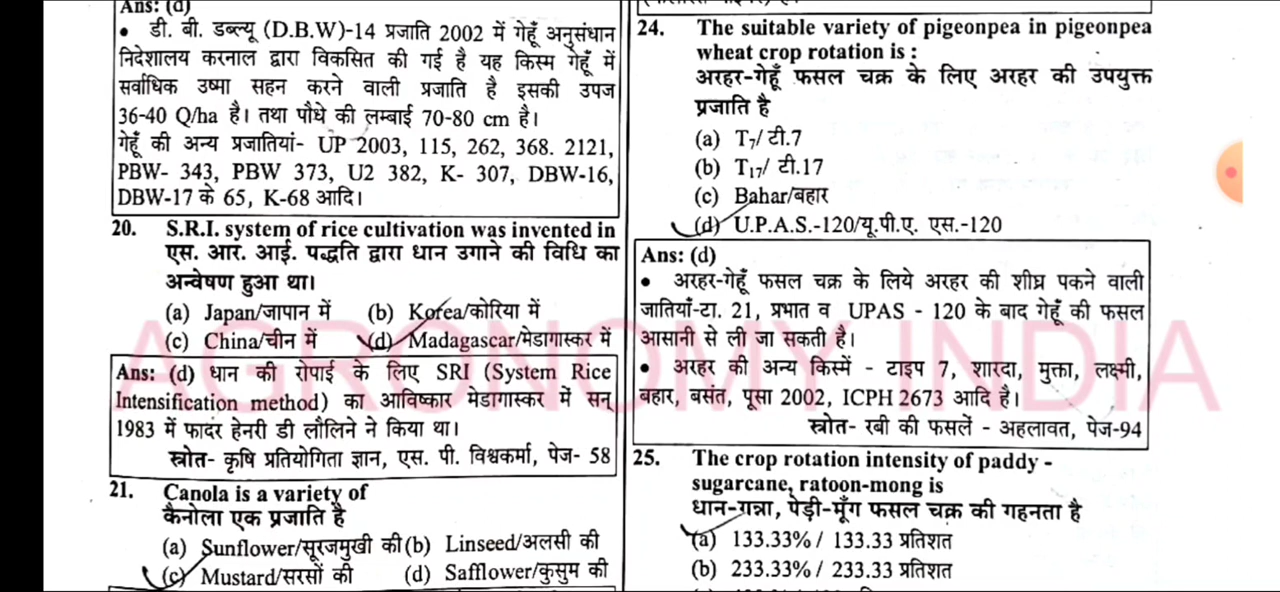 Ans: (d)
• डी. बी. डब्ल्यू (D.B.W)-14 प्रजाति 2002 में गेहूँ अनुसंधान
निदेशालय करनाल द्वारा विकसित की गई है यह किस्म गेहूँ में
सर्वाधिक उष्मा सहन करने वाली प्रजाति है इसकी उपज
36-40 Q/ha है। तथा पौधे की लम्बाई 70-80 cm है।
गेहूँ की अन्य प्रजातियां- UP 2003, 115, 262, 368. 2121,
PBW- 343, PBW 373, U2 382, K- 307, DBW-16,
DBW-17 के 65, K-68 आदि।
20. S.R.I. system of rice cultivation was invented in
एस. आर. आई. पद्धति द्वारा धान उगाने की विधि का
अन्वेषण हुआ था।
(a) Japan/जापान में (b) Korea/कोरिया में
(c) China/चीन में (d) Madagascar/मेडागास्कर में
Ans: (d) धान की रोपाई के लिए SRI (System Rice
Intensification method) का आविष्कार मेडागास्कर में सन्
1983 में फादर हेनरी डी लौलिने ने किया था।
स्रोत- कृषि प्रतियोगिता ज्ञान, एस. पी. विश्वकर्मा, पेज- 58
21. Canola is a variety of
कैनोला एक प्रजाति है
(a) Sunflower/सूरजमुखी की (b) Linseed/अलसी की
(c) Mustard/सरसों की (d) Safflower/कुसुम की
24. The suitable variety of pigeonpea in pigeonpea
wheat crop rotation is :
अरहर-गेहूँ फसल चक्र के लिए अरहर की उपयुक्त
प्रजाति है
(a) T7/ टी.7
(b) T17/ टी.17
(c) Bahar/बहार
(d) U.P.A.S.-120/यू.पी.ए. एस.-120
Ans: (d)
• अरहर-गेहूँ फसल चक्र के लिये अरहर की शीघ्र पकने वाली
जातियाँ-टा. 21, प्रभात व UPAS - 120 के बाद गेहूँ की फसल
आसानी से ली जा सकती है।
• अरहर की अन्य किस्में - टाइप 7, शारदा, मुक्ता, लक्ष्मी,
बहार, बसंत, पूसा 2002, ICPH 2673 आदि है।
स्रोत- रबी की फसलें - अहलावत, पेज-94
25. The crop rotation intensity of paddy -
sugarcane, ratoon-mong is
धान-गन्ना, पेड़ी-मूँग फसल चक्र की गहनता है
(a) 133.33% / 133.33 प्रतिशत
(b) 233.33% / 233.33 प्रतिशत
AGRONOMY INDIA